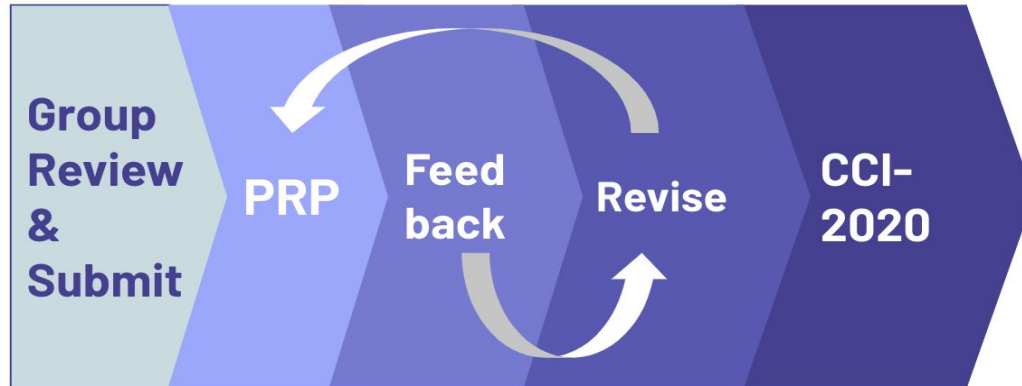 Group
Review
&
Submit
PRP
Feed
back
Revise
CCI-
2020